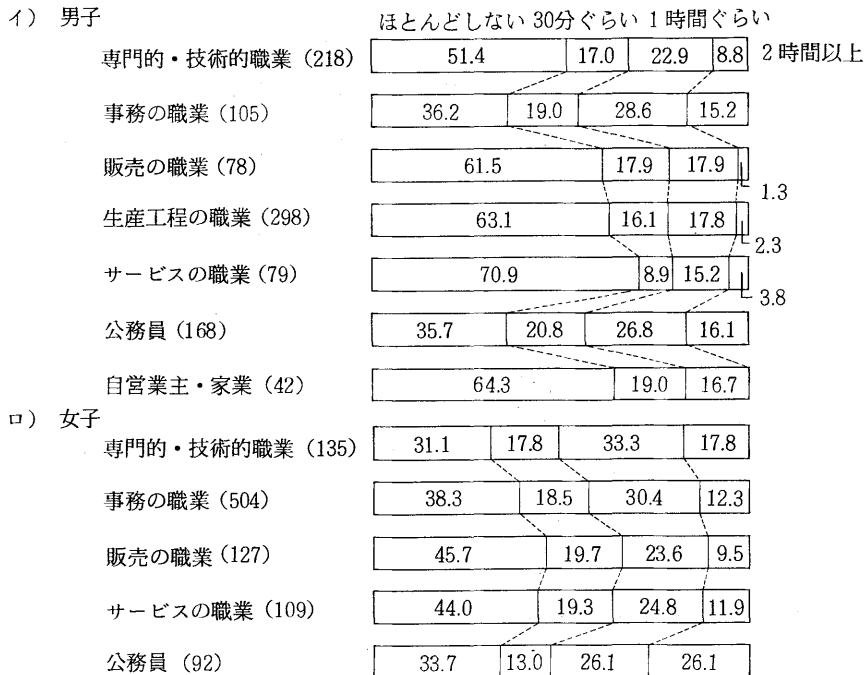 イ） 男子
ほとんどしない 30分ぐらい 1時間ぐらい
専門的・技術的職業 (218) 51.4 17.0 22.9 8.8 2時間以上
事務の職業 (105) 36.2 19.0 28.6 15.2
販売の職業 (78) 61.5 17.9 17.9 1.3
生産工程の職業 (298) 63.1 16.1 17.8 2.3
サービスの職業 (79) 70.9 8.9 15.2 3.8
公務員 (168) 35.7 20.8 26.8 16.1
自営業主・家業 (42) 64.3 19.0 16.7
ロ） 女子
専門的・技術的職業 (135) 31.1 17.8 33.3 17.8
事務の職業 (504) 38.3 18.5 30.4 12.3
販売の職業 (127) 45.7 19.7 23.6 9.5
サービスの職業 (109) 44.0 19.3 24.8 11.9
公務員 (92) 33.7 13.0 26.1 26.1